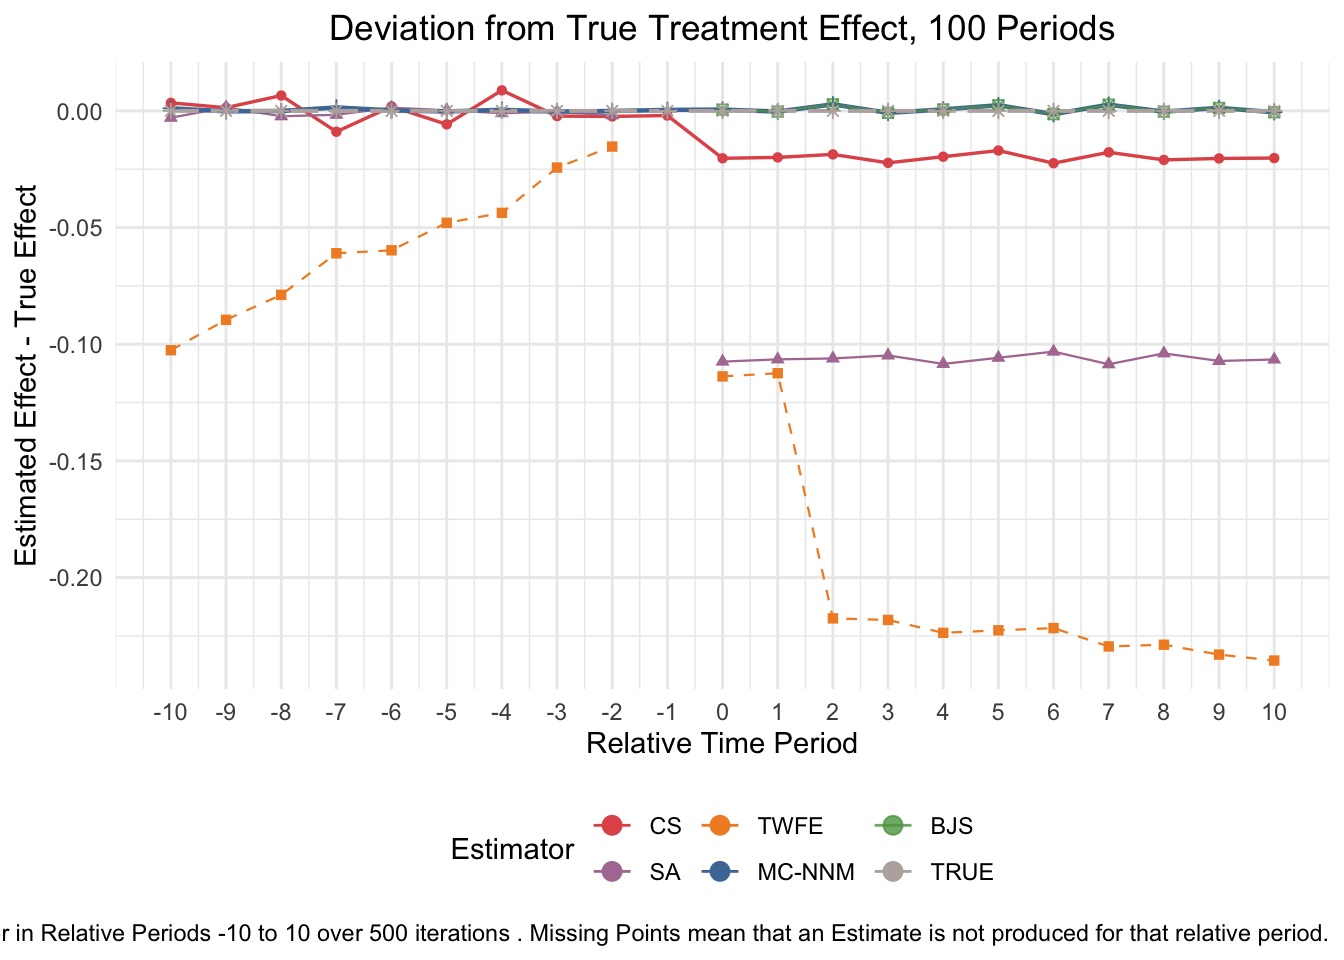 Deviation from True Treatment Effect, 100 Periods
Estimated Effect - True Effect
0.00
-0.05
-0.10
-0.15
-0.20
-10 -9 -8 -7 -6 -5 -4 -3 -2 -1 0 1 2 3 4 5 6 7 8 9 10
Relative Time Period
Estimator
CS TWFE BJS
SA MC-NNM TRUE
in Relative Periods -10 to 10 over 500 iterations . Missing Points mean that an Estimate is not produced for that relative period.